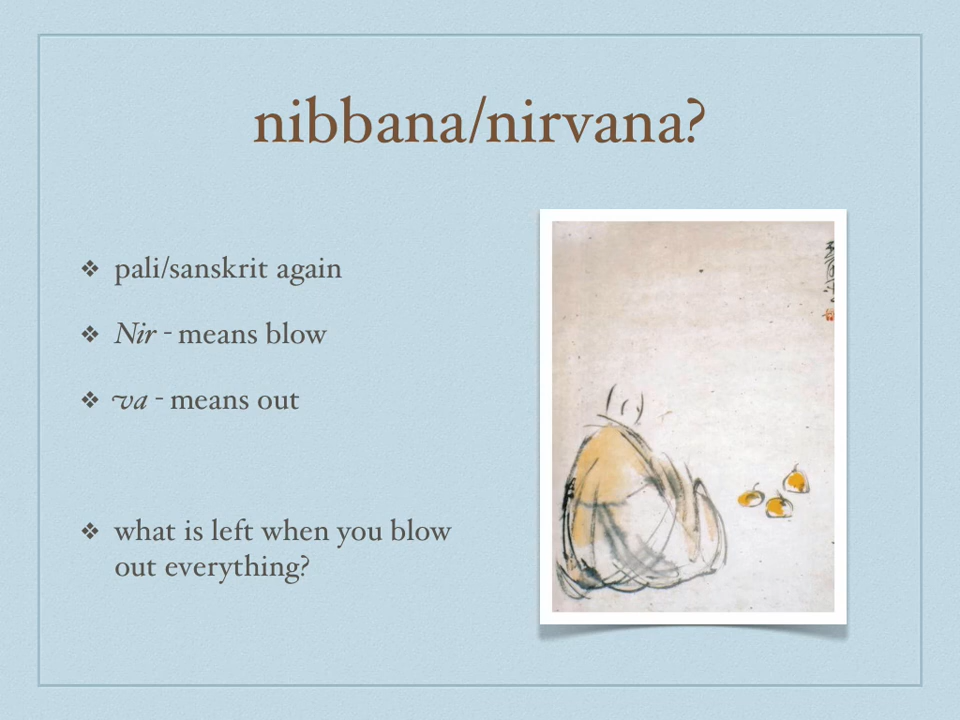 nibbana/nirvana?
❖ pali/sanskrit again
❖ Nir - means blow
❖ va - means out
❖ what is left when you blow
out everything?